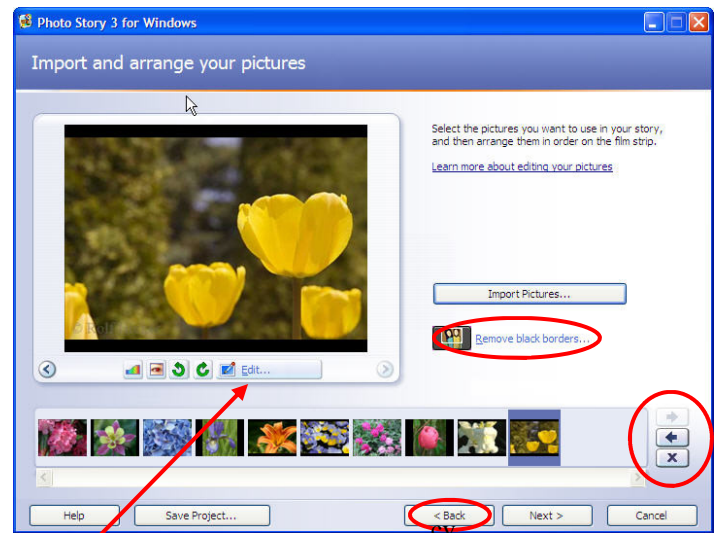 Photo Story 3 for Windows
Import and arrange your pictures
Select the pictures you want to use in your story,
and then arrange them in order on the film strip.
Learn more about editing your pictures
Import Pictures...
Remove black borders...
Edit...
Help
Save Project...
< Back
Next >
Cancel